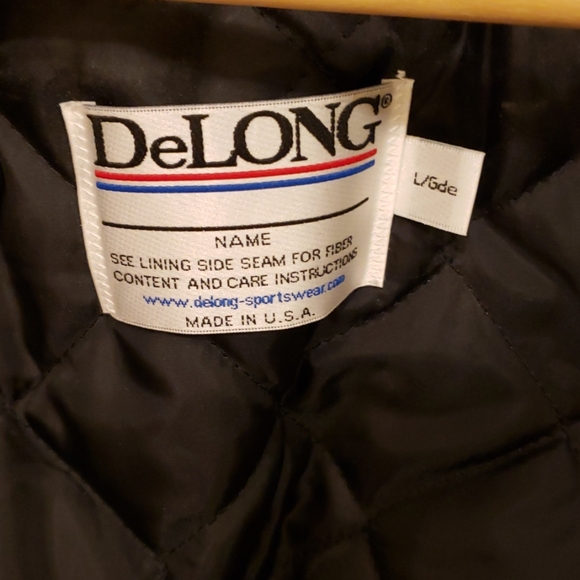 DeLONG®
NAME
SEE LINING SIDE SEAM FOR FIBER
CONTENT AND CARE INSTRUCTIONS
www.delong-sportswear.com
MADE IN U.S.A.
L/Gde